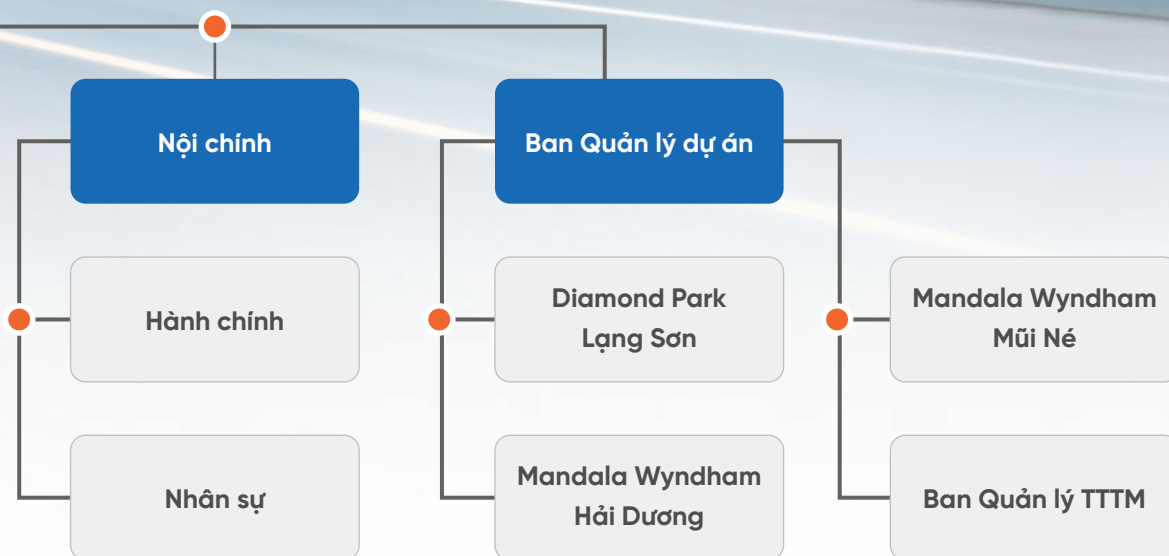 Nội chính
Ban Quản lý dự án
Hành chính
Diamond Park
Lạng Sơn
Mandala Wyndham
Mũi Né
Nhân sự
Mandala Wyndham
Hải Dương
Ban Quản lý TTTM